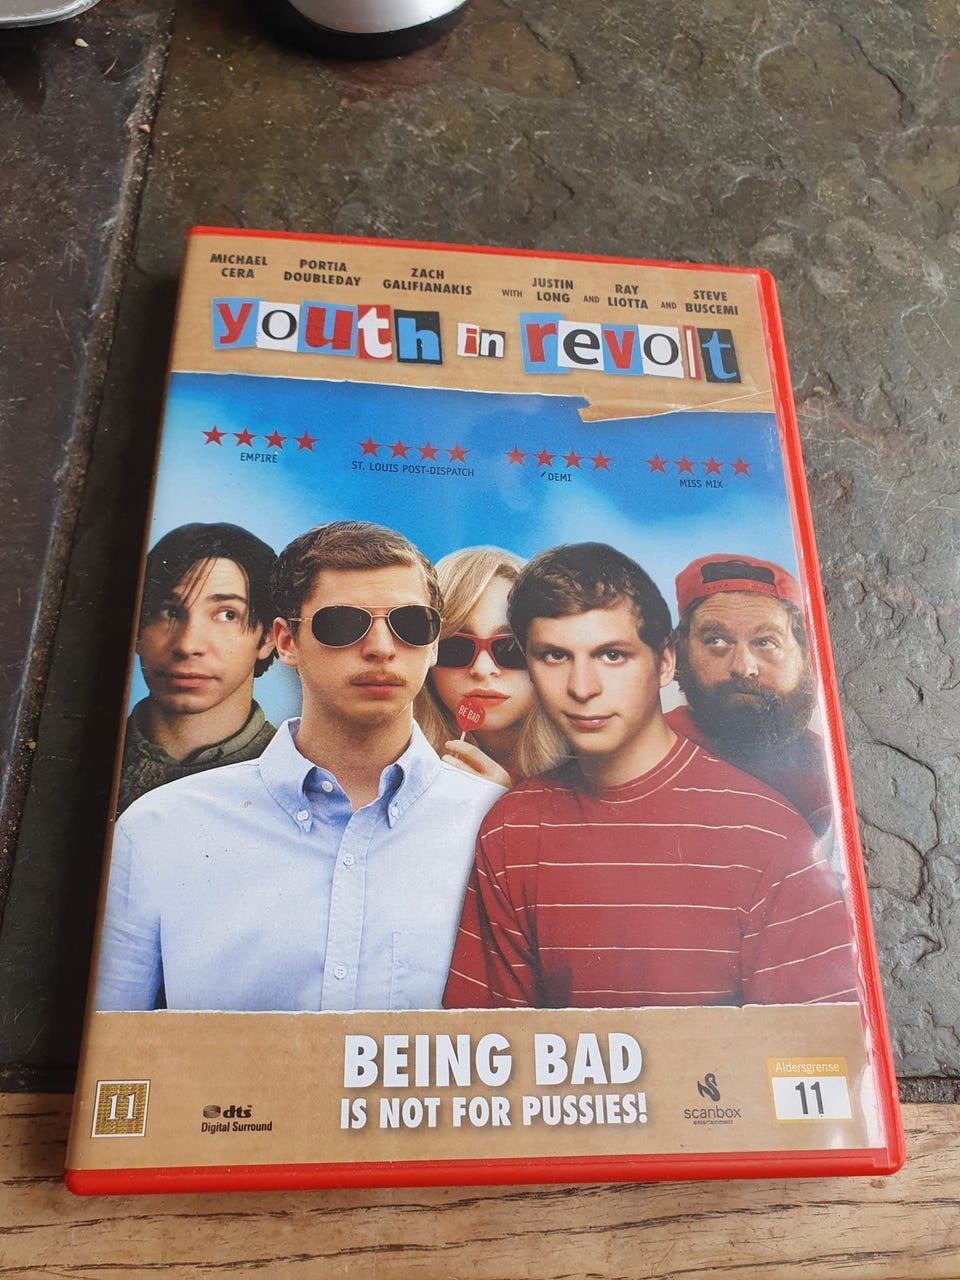 MICHAEL CERA
PORTIA DOUBLEDAY
ZACH GALIFIANAKIS
WITH JUSTIN LONG
AND RAY LIOTTA
AND STEVE BUSCEMI
youth in revolt
★★★★ ★★★★ ★★★★ ★★★★
EMPIRE
ST. LOUIS POST-DISPATCH
DEMI
MISS MIX
BE BAD
BEING BAD
IS NOT FOR PUSSIES!
11
dts
Digital Surround
scanbox
entertainment
Aldersgrense
11